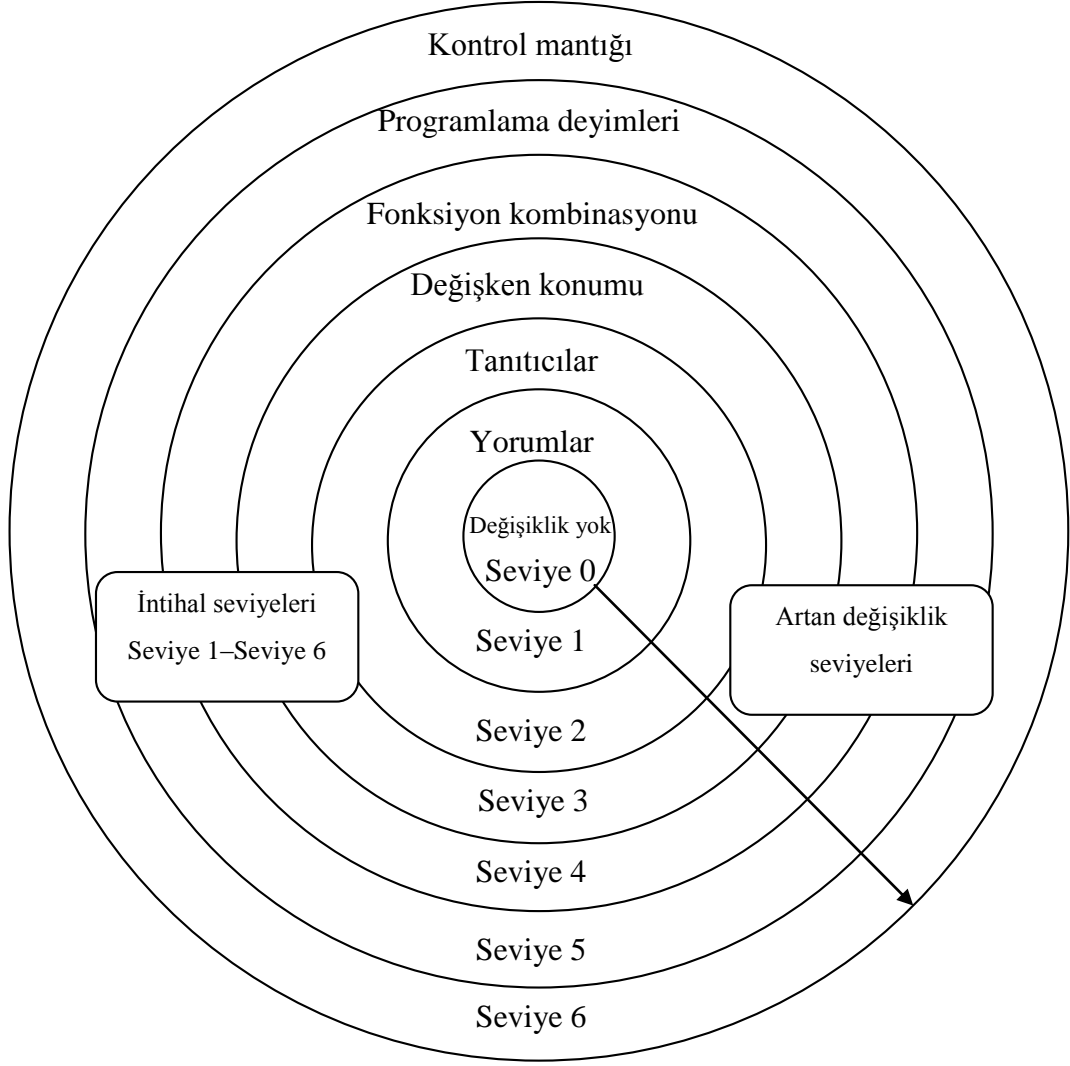 Kontrol mantığı
Programlama deyimleri
Fonksiyon kombinasyonu
Değişken konumu
Tanıtıcılar
Yorumlar
Değişiklik yok
Seviye 0
İntihal seviyeleri
Seviye 1–Seviye 6
Artan değişiklik
seviyeleri
Seviye 1
Seviye 2
Seviye 3
Seviye 4
Seviye 5
Seviye 6